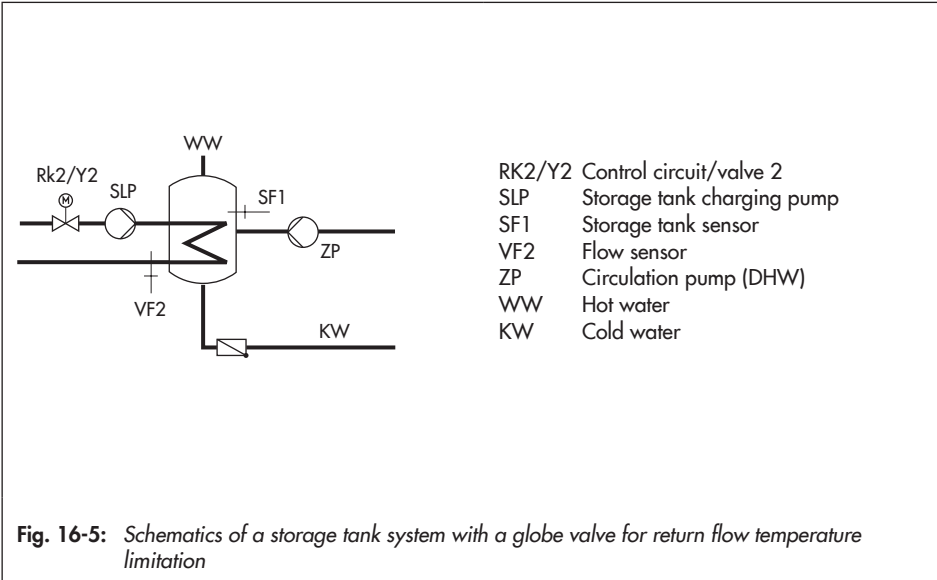 WW
Rk2/Y2
M
SLP
SF1
ZP
VF2
KW
RK2/Y2 Control circuit/valve 2
SLP Storage tank charging pump
SF1 Storage tank sensor
VF2 Flow sensor
ZP Circulation pump (DHW)
WW Hot water
KW Cold water
Fig. 16-5: Schematics of a storage tank system with a globe valve for return flow temperature
limitation